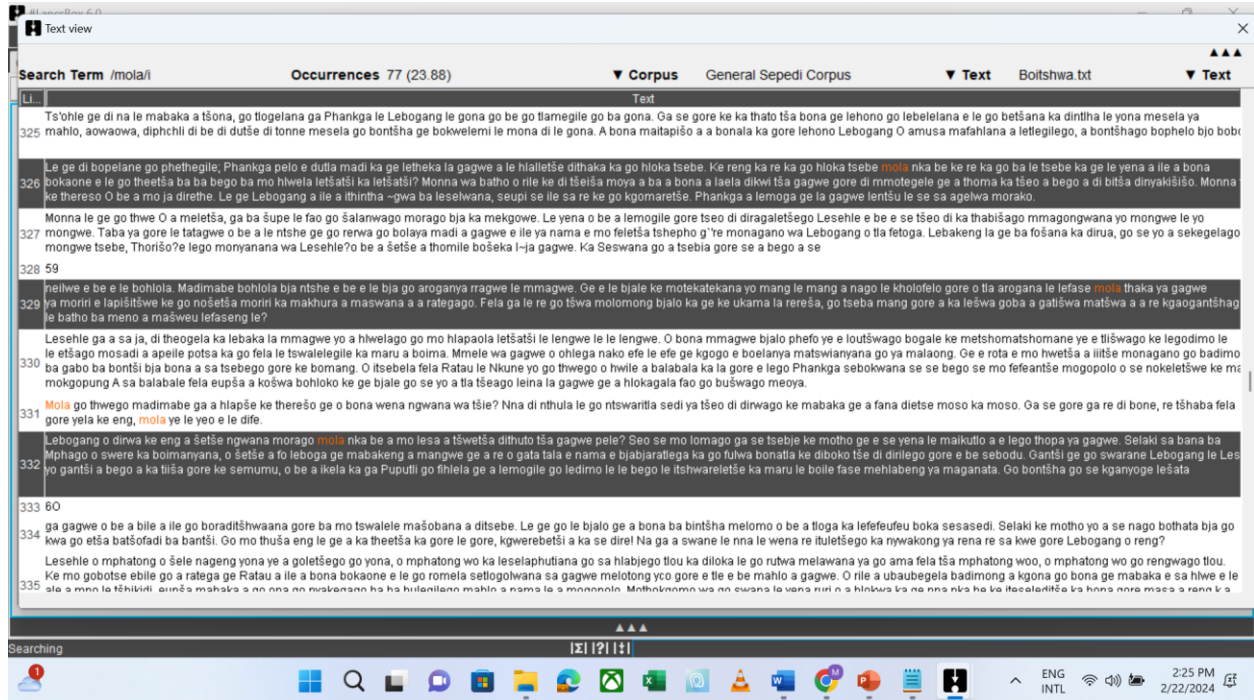 #LancsBox 6.0
Text view
Search Term /mola/i Occurrences 77 (23.88) ▼ Corpus General Sepedi Corpus ▼ Text Boitshwa.txt ▼ Text
Li... Text
Ts'ohle ge di na le mabaka a tšona, go tlogelana ga Phankga le Lebogang le gona go be go tlamegile go ba gona. Ga se gore ke ka thato tša bona ge lehono go lebelelana e le go betšana ka dintlha le yona mesela ya
325 mahlo, aowaowa, diphchli di be di dutše di tonne mesela go bontšha ge bokwelemi le mona di le gona. A bona maitapišo a a bonala ka gore lehono Lebogang O amusa mafahlana a letlegilego, a bontšhago bophelo bjo
Le ge di bopelane go phethegile; Phankga pelo e dutla madi ka ge letheka la gagwe a le hlalletše dithaka ka go hloka tsebe. Ke reng ka re ka go hloka tsebe mola nka be ke re ka go ba le tsebe ka ge le yena a ile a bona
326 bokaone e le go theetša ba ba bego ba mo hlwela letšatši ka letšatši? Monna wa batho o rile ke di tšeiša moya a ba a bona a laela dikwi tša gagwe gore di mmotegele ge a thoma ka tšeo a bego a di bitša dinyakišišo. Monna
ke thereso O be a mo ja direthe. Le ge Lebogang a ile a ithintha ~gwa ba leselwana, seupi se ile sa re ke go kgomaretše. Phankga a lemoga ge la gagwe lentšu le se sa agelwa morako.
Monna le ge go thwe O a meletša, ga ba šupe le fao go šalanwago morago bja ka mekgowe. Le yena o be a lemogile gore tseo di diragaletšego Lesehle e be e se tšeo di ka thabišago mmagongwana yo mongwe le yo
327 mongwe. Taba ya gore le tatagwe o be a le ntshe ge go rerwa go bolaya madi a gagwe e ile ya nama e mo feletša tshepho g''re monagano wa Lebogang o tla fetoga. Lebakeng la ge ba fošana ka dirua, go se yo a sekegelago
mongwe tsebe, Thorišo?e lego monyanana wa Lesehle?o be a šetše a thomile bošeka l~ja gagwe. Ka Seswana go a tsebia gore se a bego a se
328 59
neilwe e be e le bohlola. Madimabe bohlola bja ntshe e be e le bja go aroganya rragwe le mmagwe. Ge e le bjale ke motekatekana yo mang le mang a nago le kholofelo gore o tla arogana le lefase mola thaka ya gagwe
329 ya moriri e lapišitšwe ke go nošetša moriri ka makhura a maswana a a rategago. Fela ga le re go tšwa molomong bjalo ka ge ke ukama la rereša, go tseba mang gore a ka lešwa goba a gatišwa matšwa a a re kgaogantšhag
le batho ba meno a mašweu lefaseng le?
Lesehle ga a sa ja, di theogela ka lebaka la mmagwe yo a hlwelago go mo hlapaola letšatši le lengwe le le lengwe. O bona mmagwe bjalo phefo ye e loutšwago bogale ke metshomatshomane ye e tlišwago ke legodimo le
330 le etšago mosadi a apeile potsa ka go fela le tswalelegile ka maru a boima. Mmele wa gagwe o ohlega nako efe le efe ge kgogo e boelanya matswianyana go ya malaong. Ge e rota e mo hwetša a iiitše monagano go badimo
ba gabo ba bontši bja bona a sa tsebego gore ke bomang. O itsebela fela Ratau le Nkune yo go thwego o hwile a balabala ka la gore e lego Phankga sebokwana se se bego se mo fefeantše mogopolo o se nokeletšwe ke
mokgopung A sa balabale fela eupša a košwa bohloko ke ge bjale go se yo a tla tšeago leina la gagwe ge a hlokagala fao go bušwago meoya.
331 Mola go thwego madimabe ga a hlapše ke therešo ge o bona wena ngwana wa tšie? Nna di nthula le go ntswaritla sedi ya tšeo di dirwago ke mabaka ge a fana dietse moso ka moso. Ga se gore ga re di bone, re tšhaba fela
gore yela ke eng, mola ye le yeo e le dife.
Lebogang o dirwa ke eng a šetše ngwana morago mola nka be a mo lesa a tšwetša dithuto tša gagwe pele? Seo se mo lomago ga se tsebje ke motho ge e se yena le maikutlo a e lego thopa ya gagwe. Selaki sa bana ba
332 Mphago o swere ka boimanyana, o šetše a fo leboga ge mabakeng a mangwe ge a re o gata tala e nama e bjabjaratlega ka go fulwa bonatla ke diboko tše di dirilego gore e be sebodu. Gantši ge go swarane Lebogang le Les
yo gantši a bego a ka tiiša gore ke semumu, o be a ikela ka ga Puputli go fihlela ge a lemogile go ledimo le le bego le itshwareletše ka maru le boile fase mehlabeng ya maganata. Go bontšha go se kganyoge lešata
333 6O
334 ga gagwe o be a bile a ile go boraditšhwaana gore ba mo tswalele mašobana a ditsebe. Le ge go le bjalo ge a bona ba bintšha melomo o be a tloga ka lefefeufeu boka sesasedi. Selaki ke motho yo a se nago bothata bja go
kwa go etša batšofadi ba bantši. Go mo thuša eng le ge a ka theetša ka gore le gore, kgwerebetši a ka se dire! Na ga a swane le nna le wena re ituletšego ka nywakong ya rena re sa kwe gore Lebogang o reng?
Lesehle o mphatong o šele nageng yona ye a goletšego go yona, o mphatong wo ka leselaphutiana go sa hlabjego tlou ka diloka le go rutwa melawana ya go ama fela tša mphatong woo, o mphatong wo go rengwago tlou.
Ke mo gobotse ebile go a ratega ge Ratau a ile a bona bokaone e le go romela setlogolwana sa gagwe melotong yco gore e tle e be mahlo a gagwe. O rile a ubaubegela badimong a kgona go bona ge mabaka e sa hlwe e le
335
Searching
ENG
INTL
2:25 PM
2/22/2024